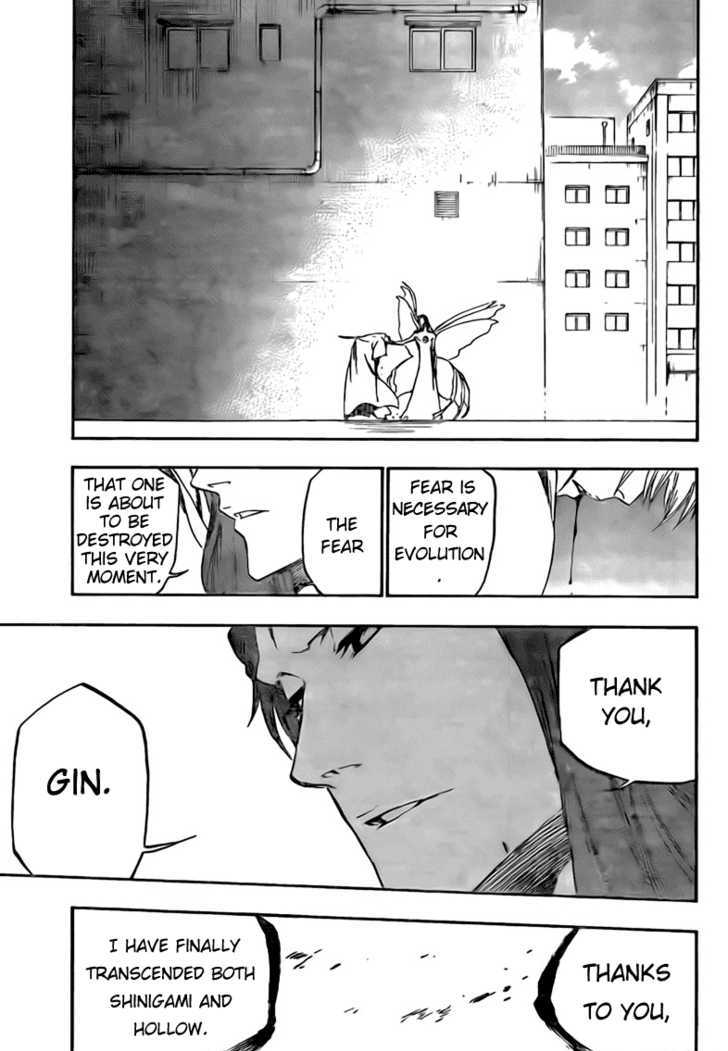 FEAR IS
NECESSARY
FOR
EVOLUTION
.
THE
FEAR
THAT ONE
IS ABOUT
TO BE
DESTROYED
THIS VERY
MOMENT.
THANK
YOU,
GIN.
THANKS
TO YOU,
I HAVE FINALLY
TRANSCENDED BOTH
SHINIGAMI AND
HOLLOW.